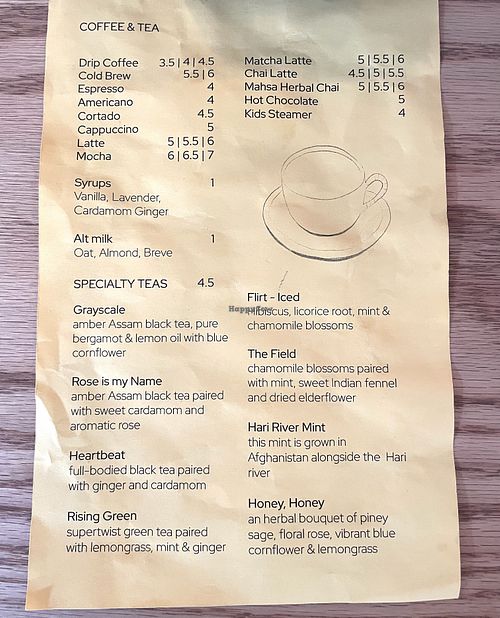 COFFEE & TEA
Drip Coffee 3.5 | 4 | 4.5
Cold Brew 5.5 | 6
Espresso 4
Americano 4
Cortado 4.5
Cappuccino 5
Latte 5 | 5.5 | 6
Mocha 6 | 6.5 | 7
Syrups 1
Vanilla, Lavender,
Cardamom Ginger
Alt milk 1
Oat, Almond, Breve
Matcha Latte 5 | 5.5 | 6
Chai Latte 4.5 | 5 | 5.5
Mahsa Herbal Chai 5 | 5.5 | 6
Hot Chocolate 5
Kids Steamer 4
SPECIALTY TEAS 4.5
Grayscale
amber Assam black tea, pure
bergamot & lemon oil with blue
cornflower
Rose is my Name
amber Assam black tea paired
with sweet cardamom and
aromatic rose
Heartbeat
full-bodied black tea paired
with ginger and cardamom
Rising Green
supertwist green tea paired
with lemongrass, mint & ginger
Flirt - Iced
HappyCow
Hibiscus, licorice root, mint &
chamomile blossoms
The Field
chamomile blossoms paired
with mint, sweet Indian fennel
and dried elderflower
Hari River Mint
this mint is grown in
Afghanistan alongside the Hari
river
Honey, Honey
an herbal bouquet of piney
sage, floral rose, vibrant blue
cornflower & lemongrass